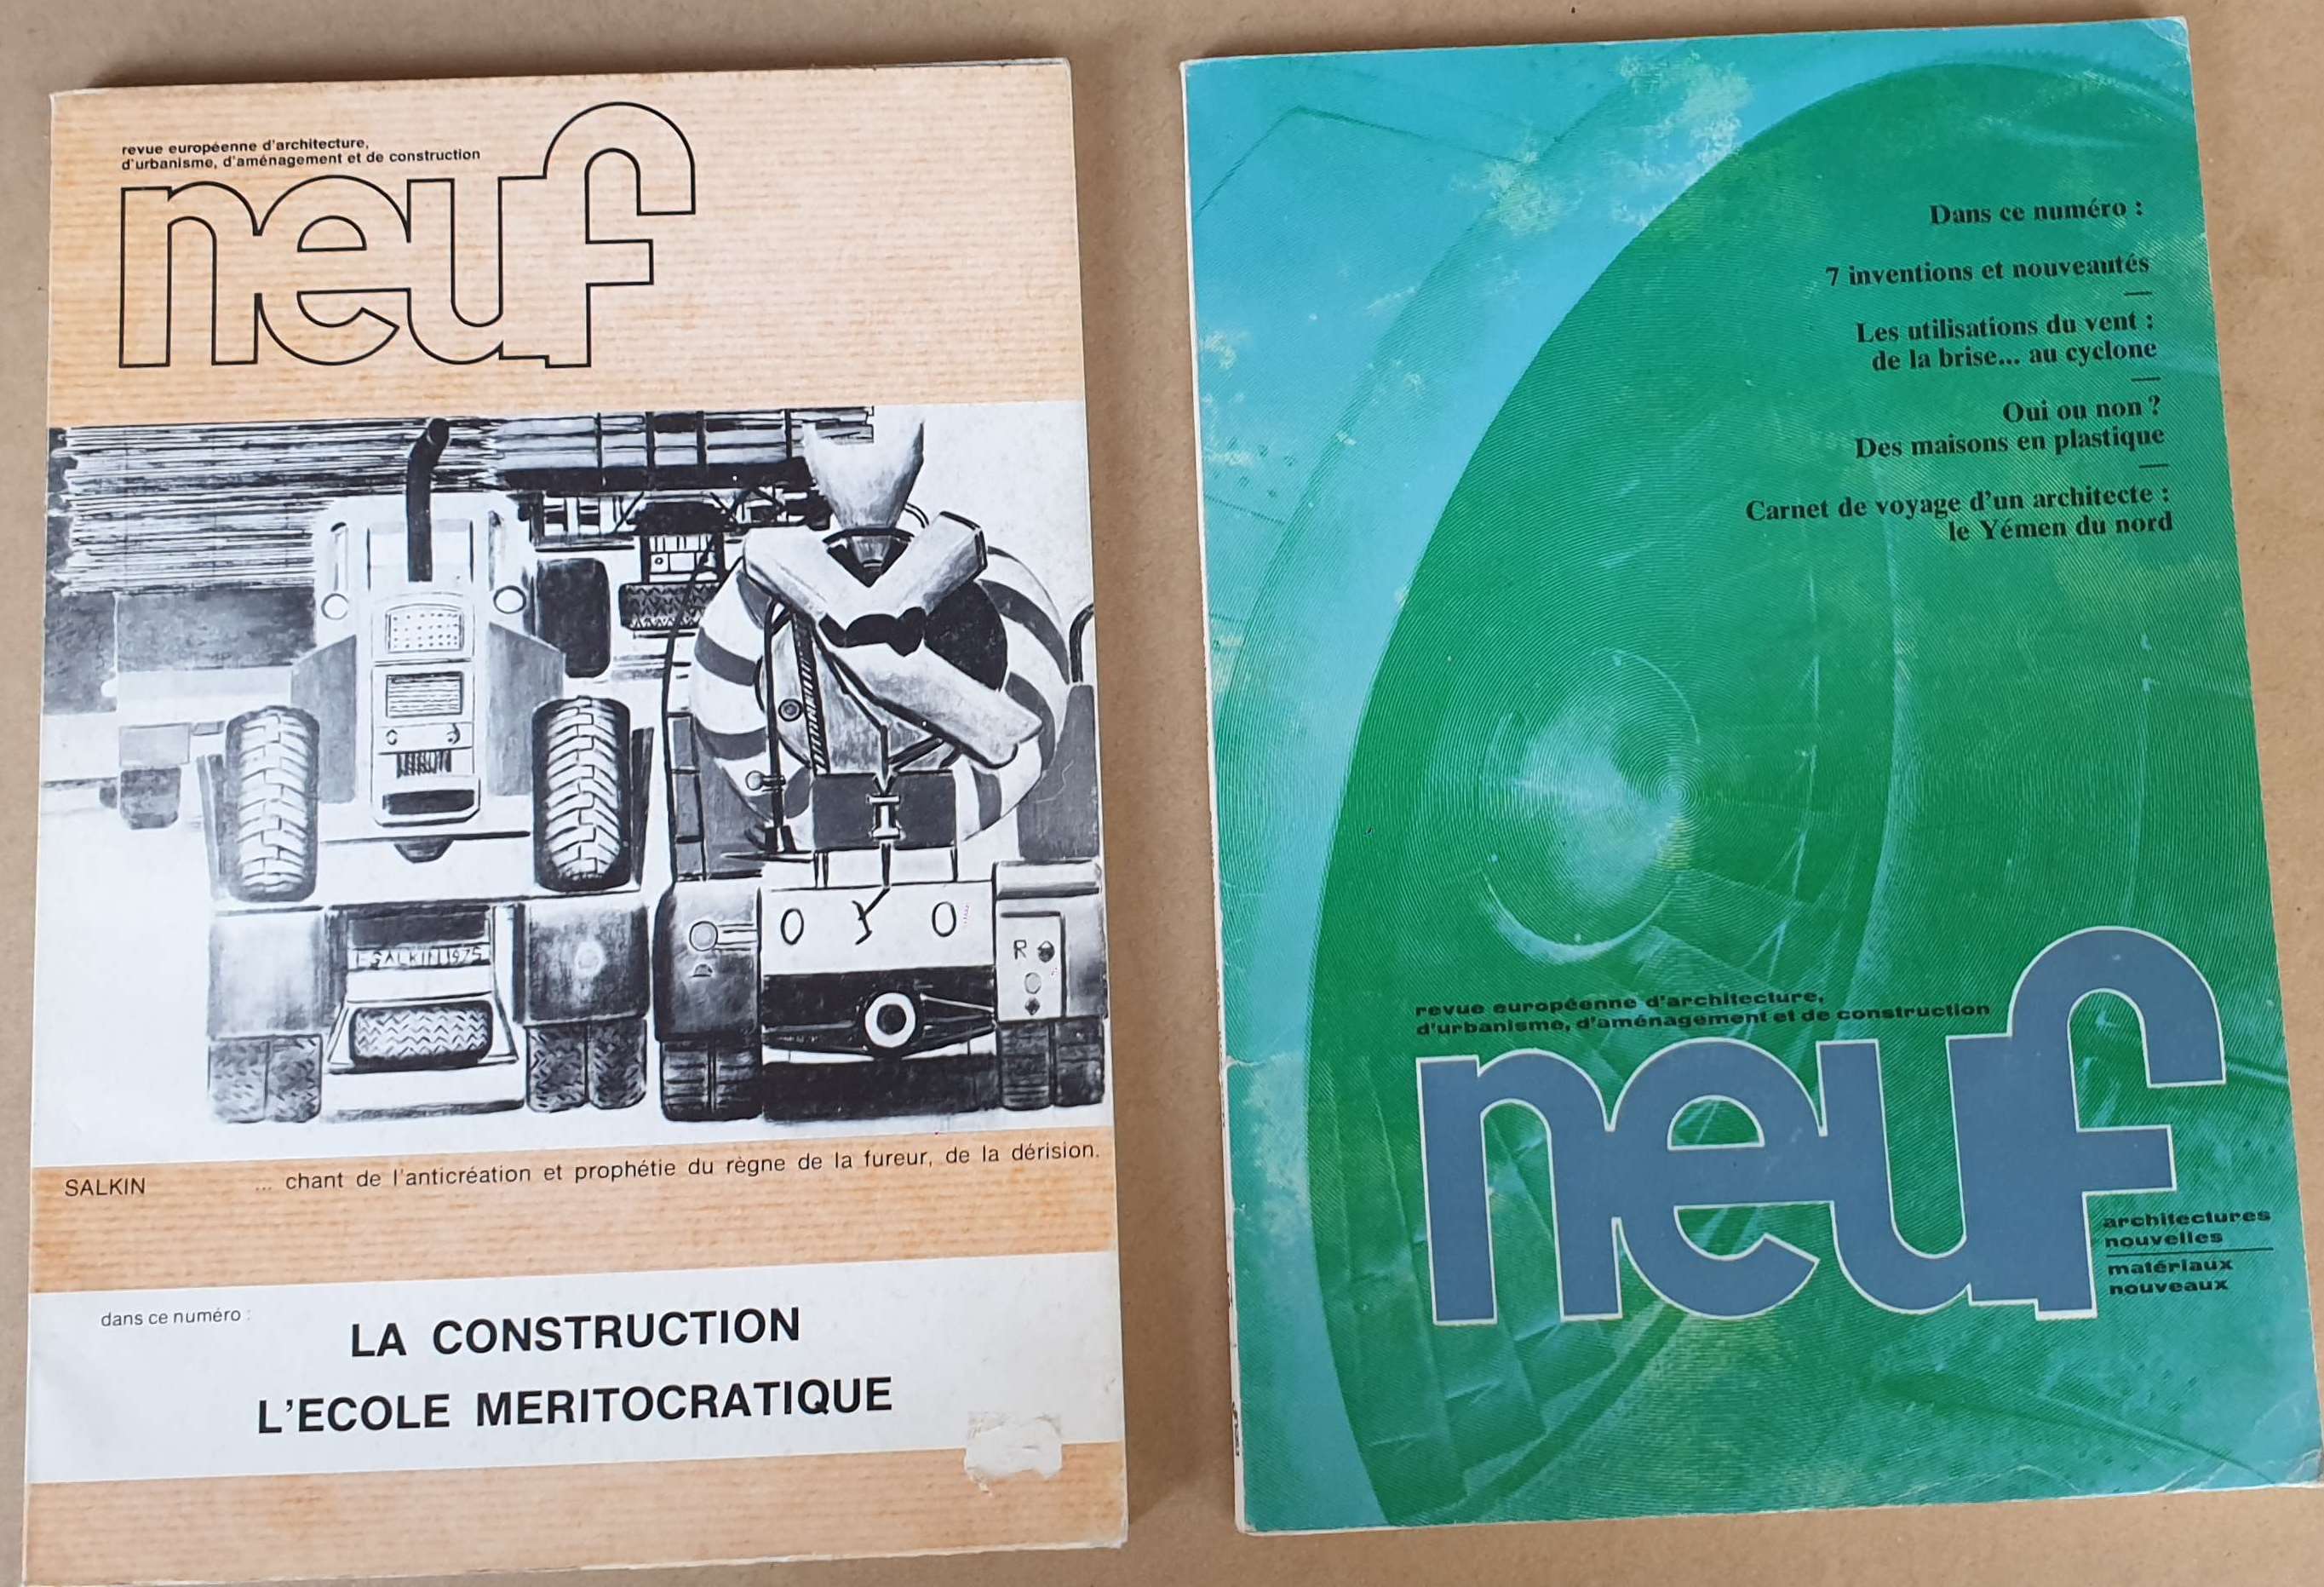 revue européenne d'architecture,
d'urbanisme, d'aménagement et de construction
neuf
E SALKIN 1975
R
SALKIN ... chant de l'anticréation et prophétie du règne de la fureur, de la dérision.
dans ce numéro :
LA CONSTRUCTION
L'ECOLE MERITOCRATIQUE
Dans ce numéro :
7 inventions et nouveautés
Les utilisations du vent :
de la brise... au cyclone
Oui ou non ?
Des maisons en plastique
Carnet de voyage d'un architecte :
le Yémen du nord
revue européenne d'architecture,
d'urbanisme, d'aménagement et de construction
neuf
architectures
nouvelles
matériaux
nouveaux